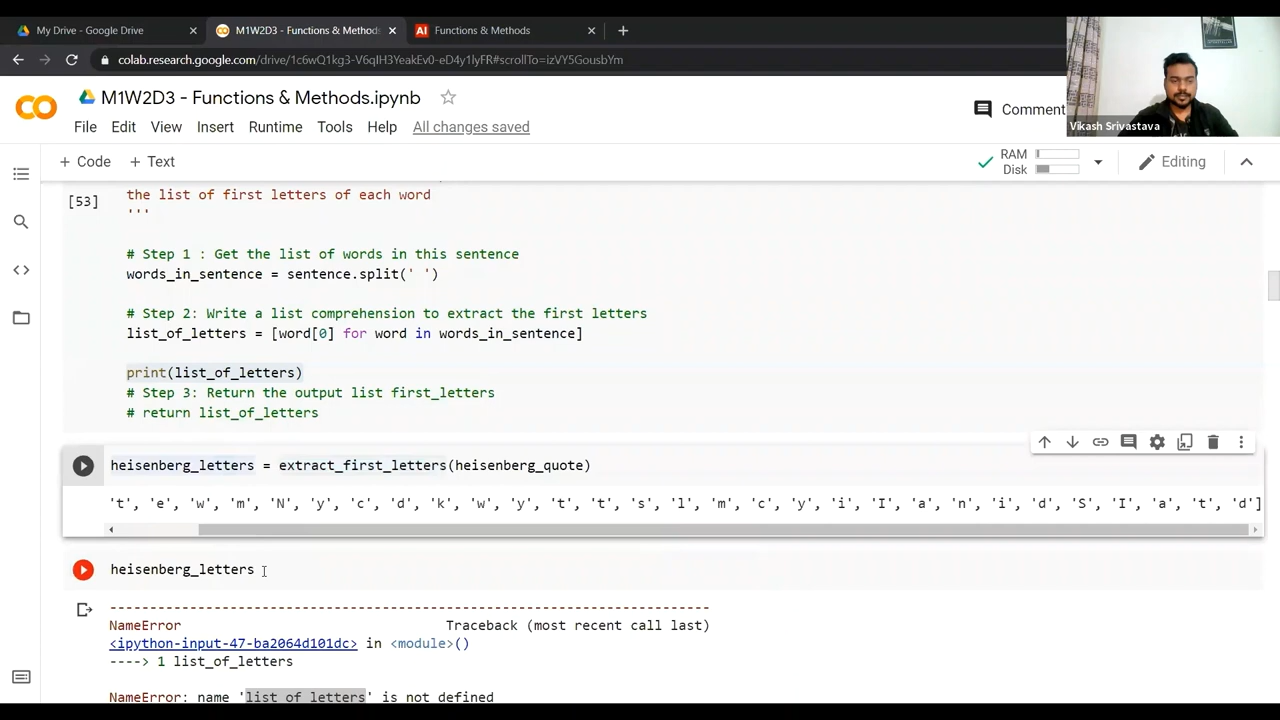 My Drive - Google Drive
M1W2D3 - Functions & Methods
AI Functions & Methods
colab.research.google.com/drive/1c6wQ1kg3-V6qIH3YeakEv0-eD4y1lyFR#scrollTo=izVY5GousbYm
M1W2D3 - Functions & Methods.ipynb
Comment
Vikash Srivastava
File Edit View Insert Runtime Tools Help All changes saved
+ Code + Text
RAM
Disk
Editing
[53]
the list of first letters of each word
'''
# Step 1 : Get the list of words in this sentence
words_in_sentence = sentence.split(' ')
# Step 2: Write a list comprehension to extract the first letters
list_of_letters = [word[0] for word in words_in_sentence]
print(list_of_letters)
# Step 3: Return the output list first_letters
# return list_of_letters
heisenberg_letters = extract_first_letters(heisenberg_quote)
't', 'e', 'w', 'm', 'N', 'y', 'c', 'd', 'k', 'w', 'y', 't', 't', 's', 'l', 'm', 'c', 'y', 'i', 'I', 'a', 'n', 'i', 'd', 'S', 'I', 'a', 't', 'd']
heisenberg_letters
---------------------------------------------------------------------------
NameError Traceback (most recent call last)
<ipython-input-47-ba2064d101dc> in <module>()
----> 1 list_of_letters
NameError: name 'list_of_letters' is not defined